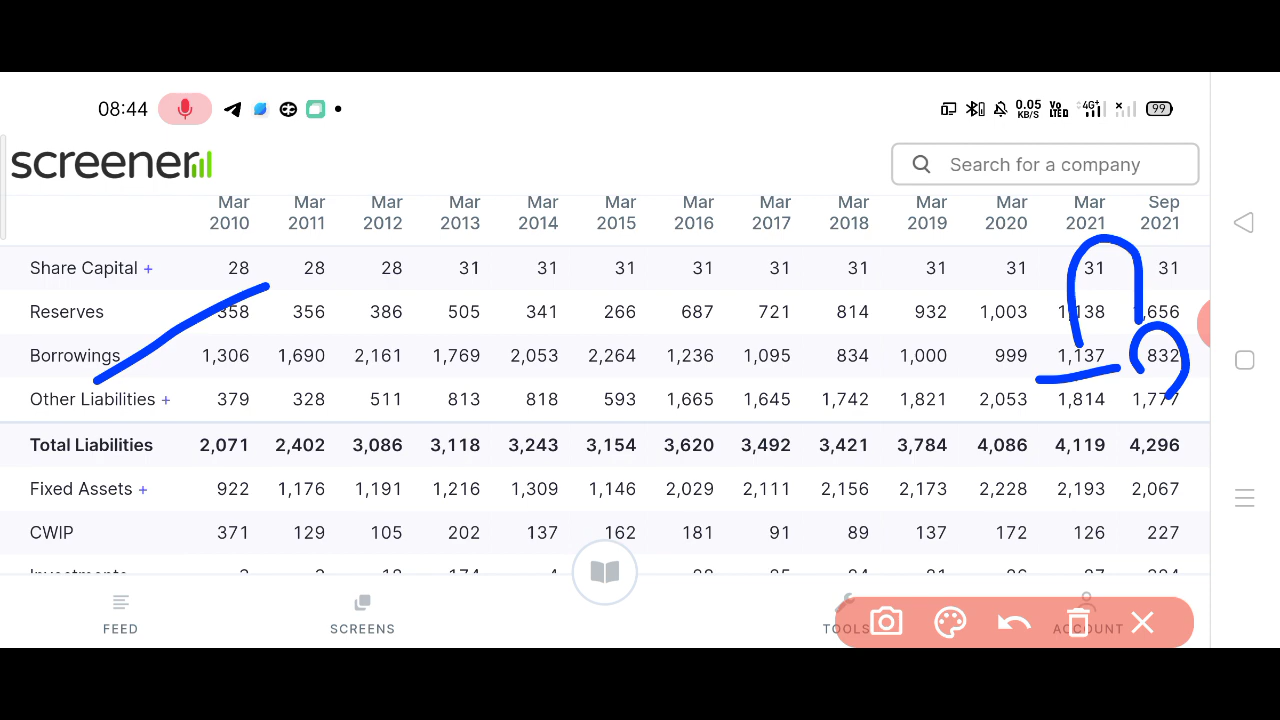 08:44 0.05 KB/S Vo LTE D 4G+ 99
screener Search for a company
Mar 2010 Mar 2011 Mar 2012 Mar 2013 Mar 2014 Mar 2015 Mar 2016 Mar 2017 Mar 2018 Mar 2019 Mar 2020 Mar 2021 Sep 2021
Share Capital + 28 28 28 31 31 31 31 31 31 31 31 31 31
Reserves 358 356 386 505 341 266 687 721 814 932 1,003 1,138 1,656
Borrowings 1,306 1,690 2,161 1,769 2,053 2,264 1,236 1,095 834 1,000 999 1,137 832
Other Liabilities + 379 328 511 813 818 593 1,665 1,645 1,742 1,821 2,053 1,814 1,777
Total Liabilities 2,071 2,402 3,086 3,118 3,243 3,154 3,620 3,492 3,421 3,784 4,086 4,119 4,296
Fixed Assets + 922 1,176 1,191 1,216 1,309 1,146 2,029 2,111 2,156 2,173 2,228 2,193 2,067
CWIP 371 129 105 202 137 162 181 91 89 137 172 126 227
FEED SCREENS TOOLS ACCOUNT